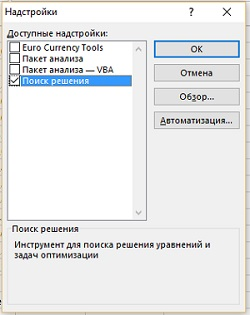 Надстройки ? ×
Доступные надстройки:
Euro Currency Tools
Пакет анализа
Пакет анализа — VBA
Поиск решения
ОК
Отмена
Обзор...
Автоматизация...
Поиск решения
Инструмент для поиска решения уравнений и
задач оптимизации